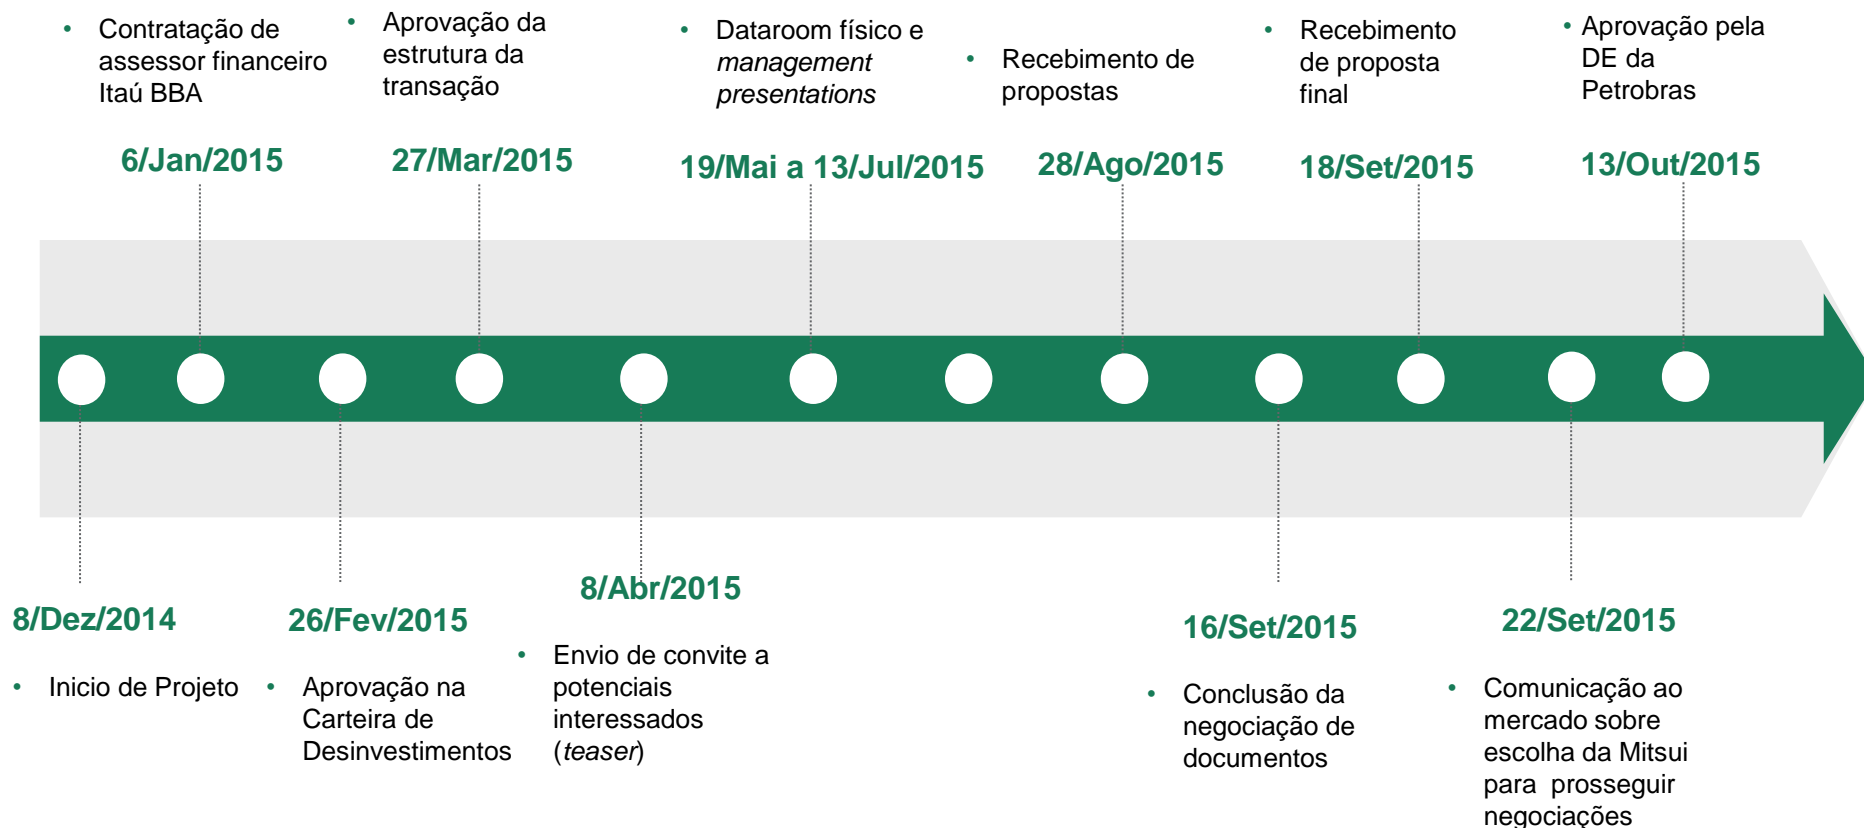 • Contratação de
assessor financeiro
Itaú BBA
6/Jan/2015
• Aprovação da
estrutura da
transação
27/Mar/2015
• Dataroom físico e
management
presentations
19/Mai a 13/Jul/2015
• Recebimento de
propostas
28/Ago/2015
• Recebimento
de proposta
final
18/Set/2015
• Aprovação pela
DE da
Petrobras
13/Out/2015
8/Dez/2014
• Inicio de Projeto
26/Fev/2015
• Aprovação na
Carteira de
Desinvestimentos
8/Abr/2015
• Envio de convite a
potenciais
interessados
(teaser)
16/Set/2015
• Conclusão da
negociação de
documentos
22/Set/2015
• Comunicação ao
mercado sobre
escolha da Mitsui
para prosseguir
negociações